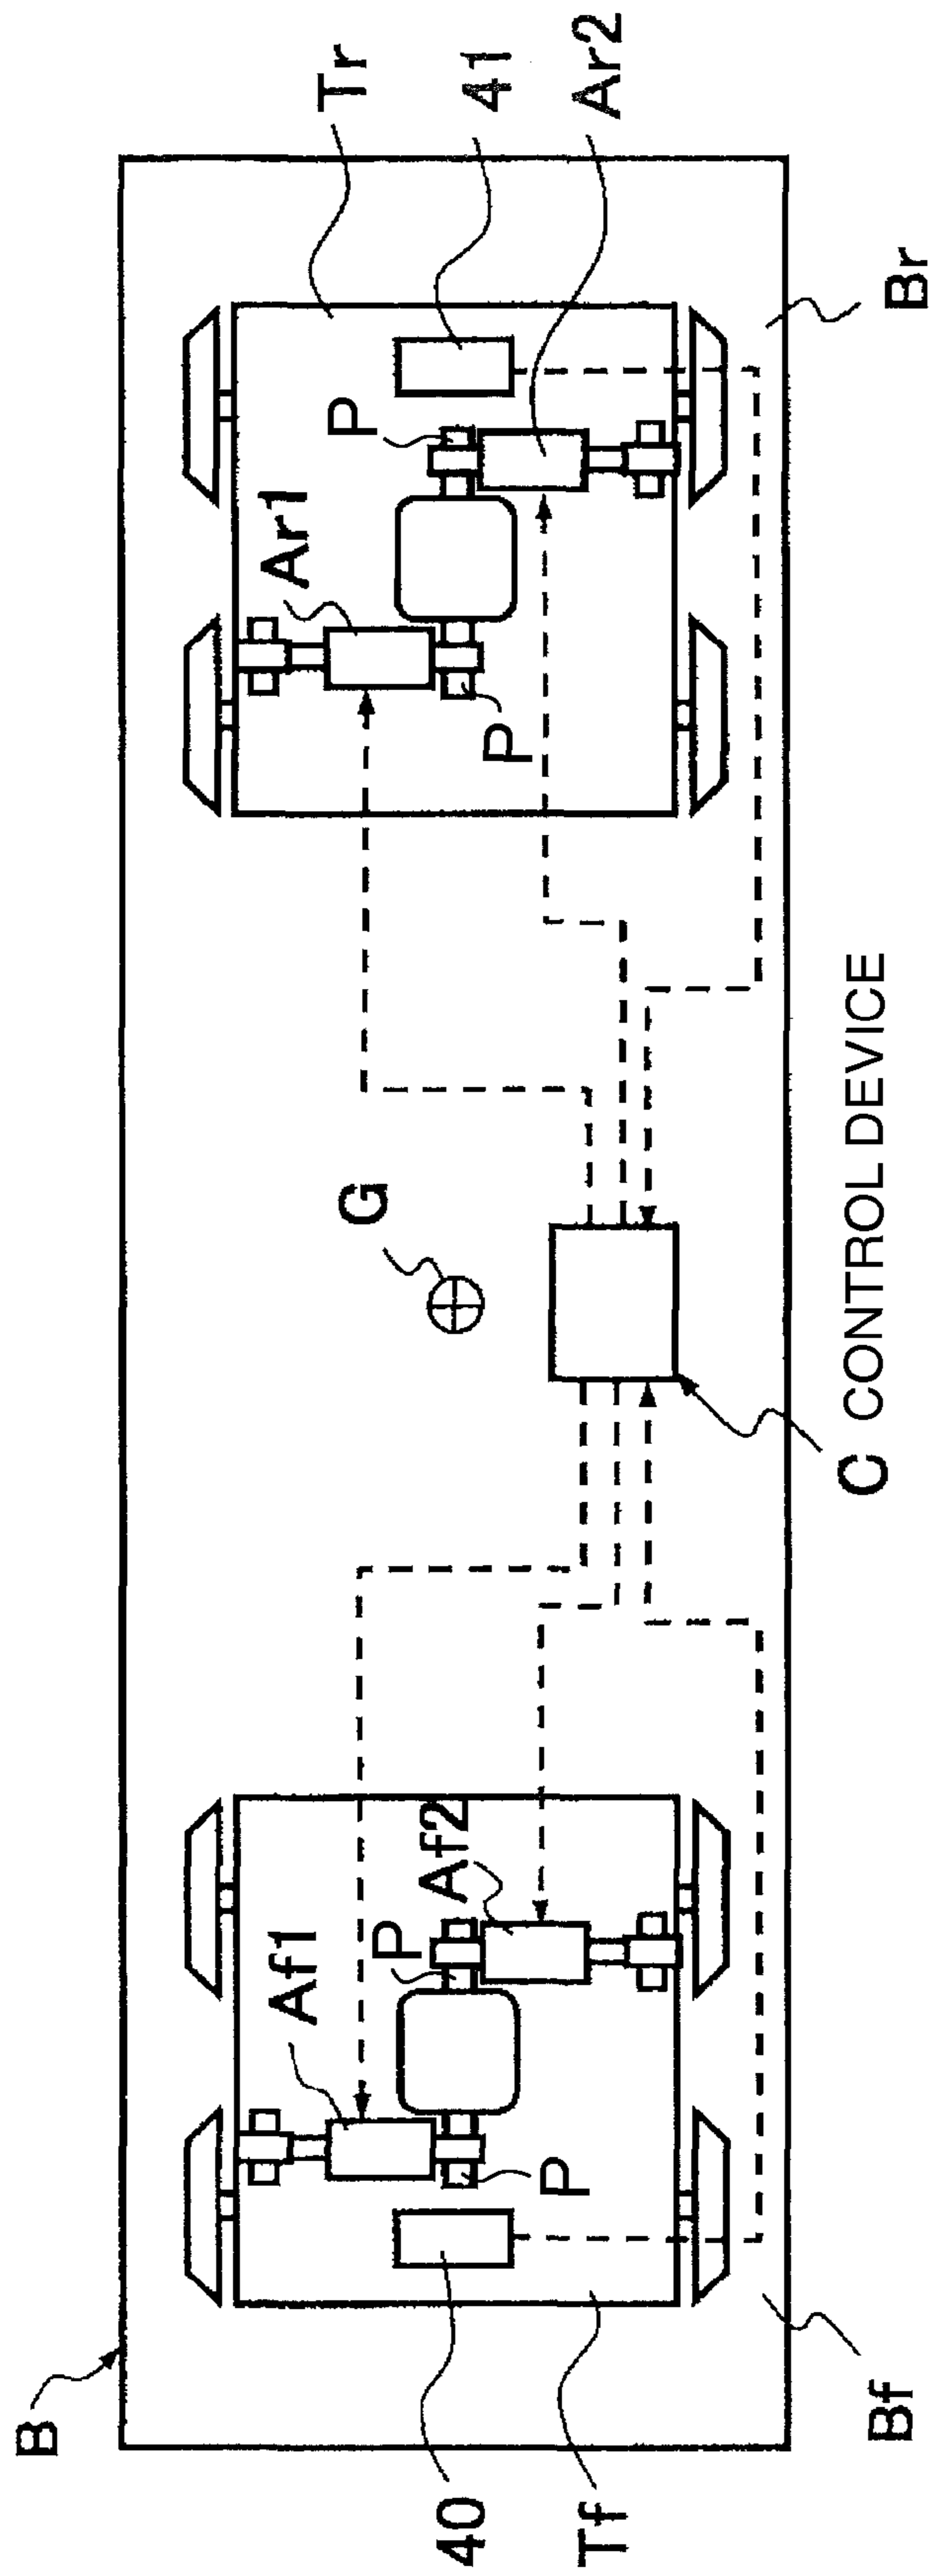 Tr
41
Ar2
P
Ar1
P
Br
G
C CONTROL DEVICE
Af2
P
Af1
P
B
40
Tf
Bf